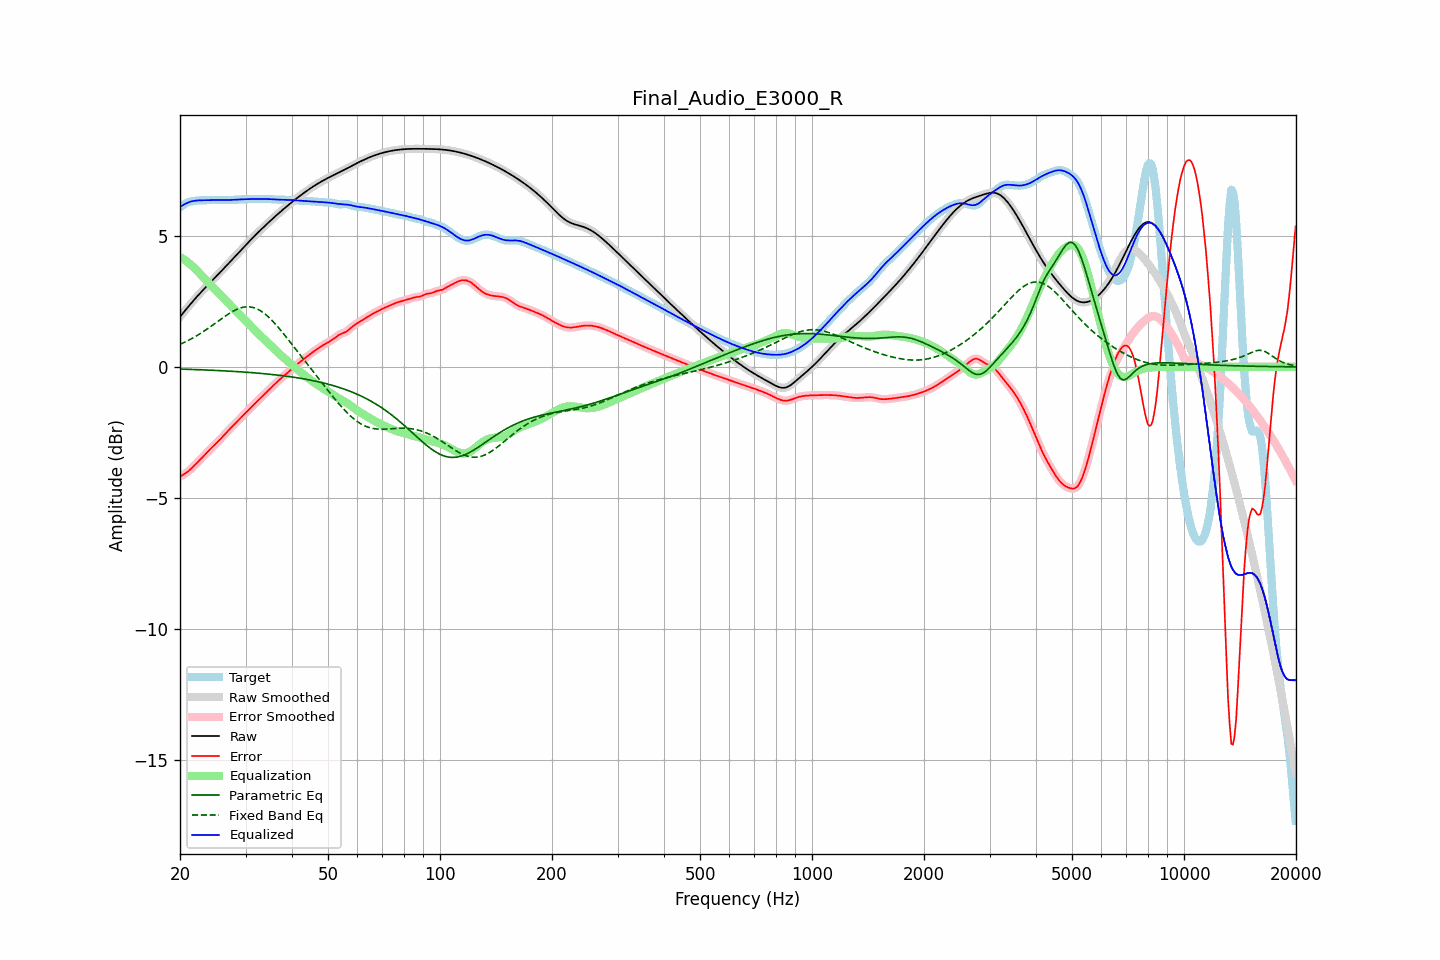 Final_Audio_E3000_R
Amplitude (dBr)
5
0
−5
−10
−15
Target
Raw Smoothed
Error Smoothed
Raw
Error
Equalization
Parametric Eq
Fixed Band Eq
Equalized
20 50 100 200 500 1000 2000 5000 10000 20000
Frequency (Hz)